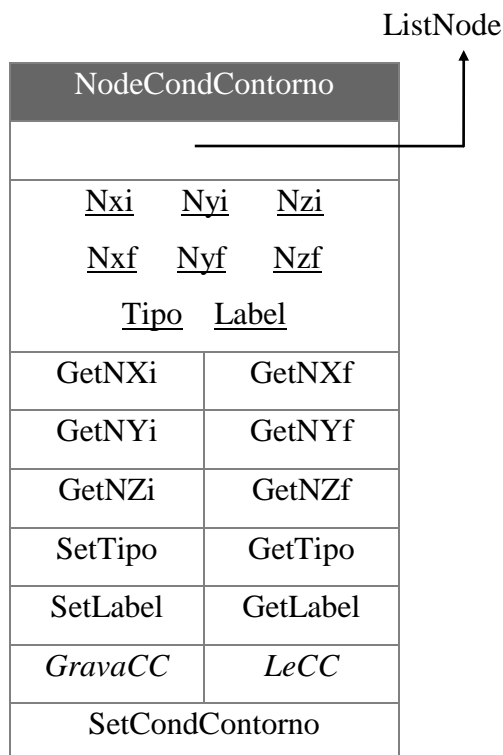 ListNode
NodeCondContorno
Nxi Nyi Nzi
Nxf Nyf Nzf
Tipo Label
GetNXi GetNXf
GetNYi GetNYf
GetNZi GetNZf
SetTipo GetTipo
SetLabel GetLabel
GravaCC LeCC
SetCondContorno